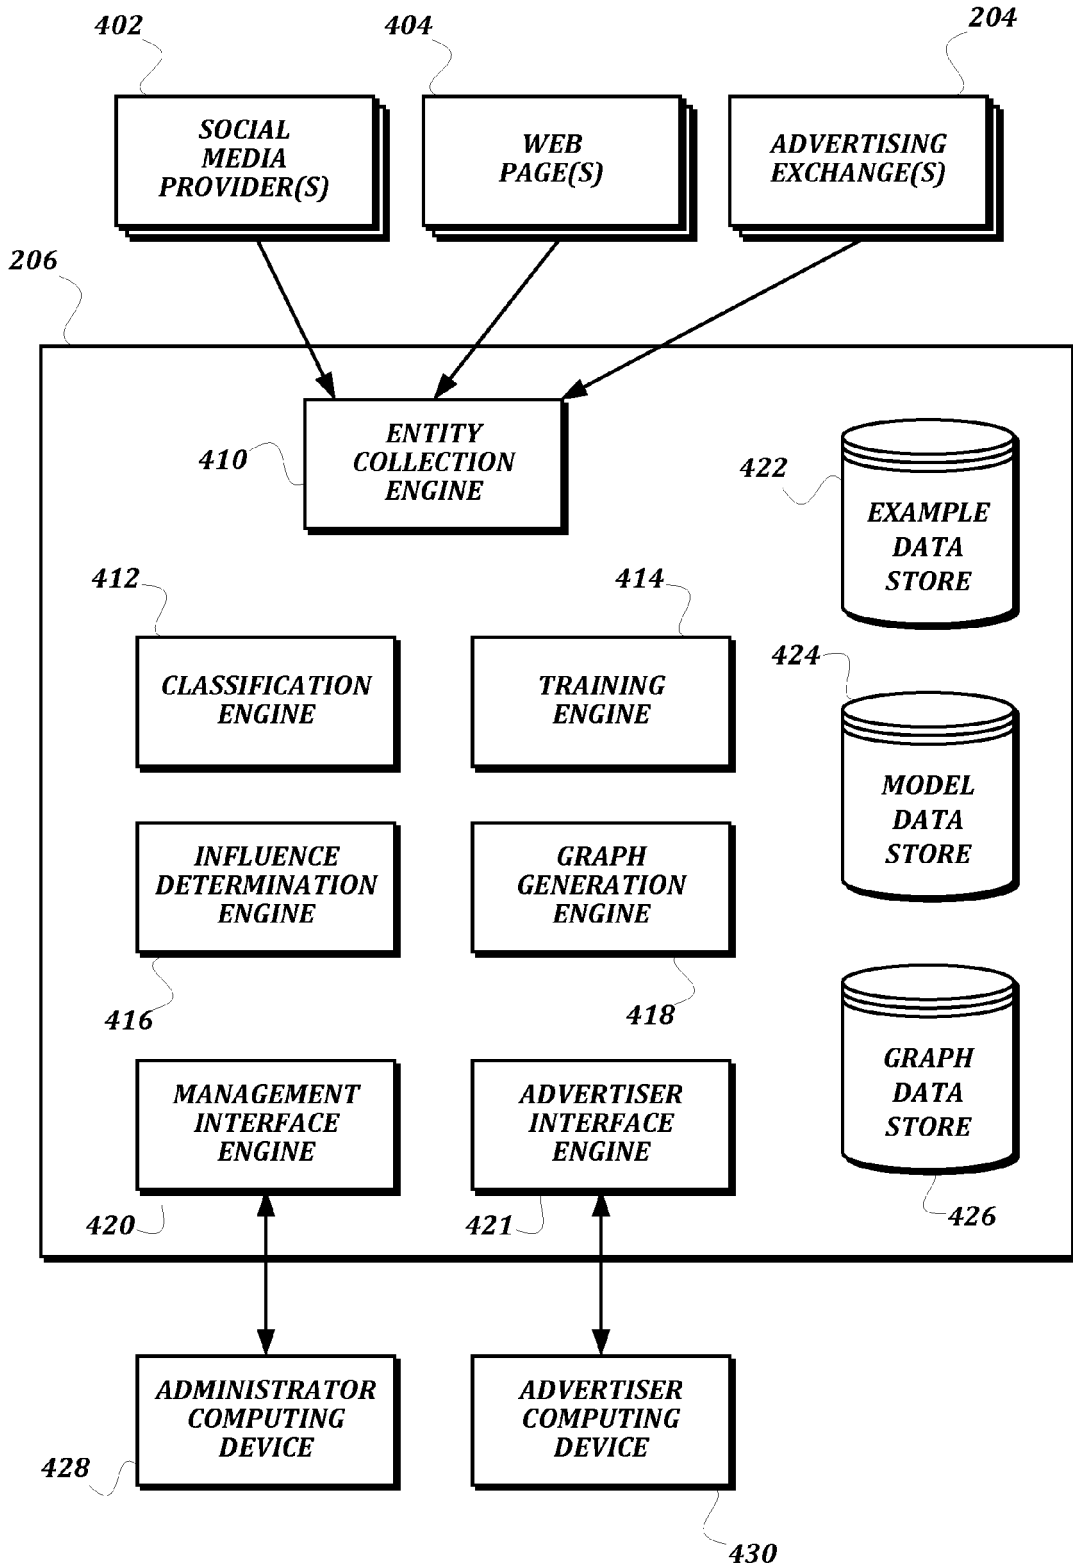 402
404
204
SOCIAL
MEDIA
PROVIDER(S)
WEB
PAGE(S)
ADVERTISING
EXCHANGE(S)
206
ENTITY
COLLECTION
ENGINE
410
422
EXAMPLE
DATA
STORE
412
414
CLASSIFICATION
ENGINE
TRAINING
ENGINE
424
MODEL
DATA
STORE
INFLUENCE
DETERMINATION
ENGINE
GRAPH
GENERATION
ENGINE
416
418
GRAPH
DATA
STORE
MANAGEMENT
INTERFACE
ENGINE
ADVERTISER
INTERFACE
ENGINE
420
421
426
ADMINISTRATOR
COMPUTING
DEVICE
ADVERTISER
COMPUTING
DEVICE
428
430